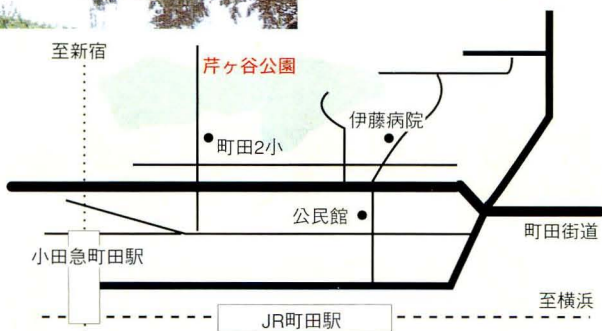 至新宿
芹ヶ谷公園
伊藤病院
町田2小
公民館
町田街道
小田急町田駅
至横浜
JR町田駅